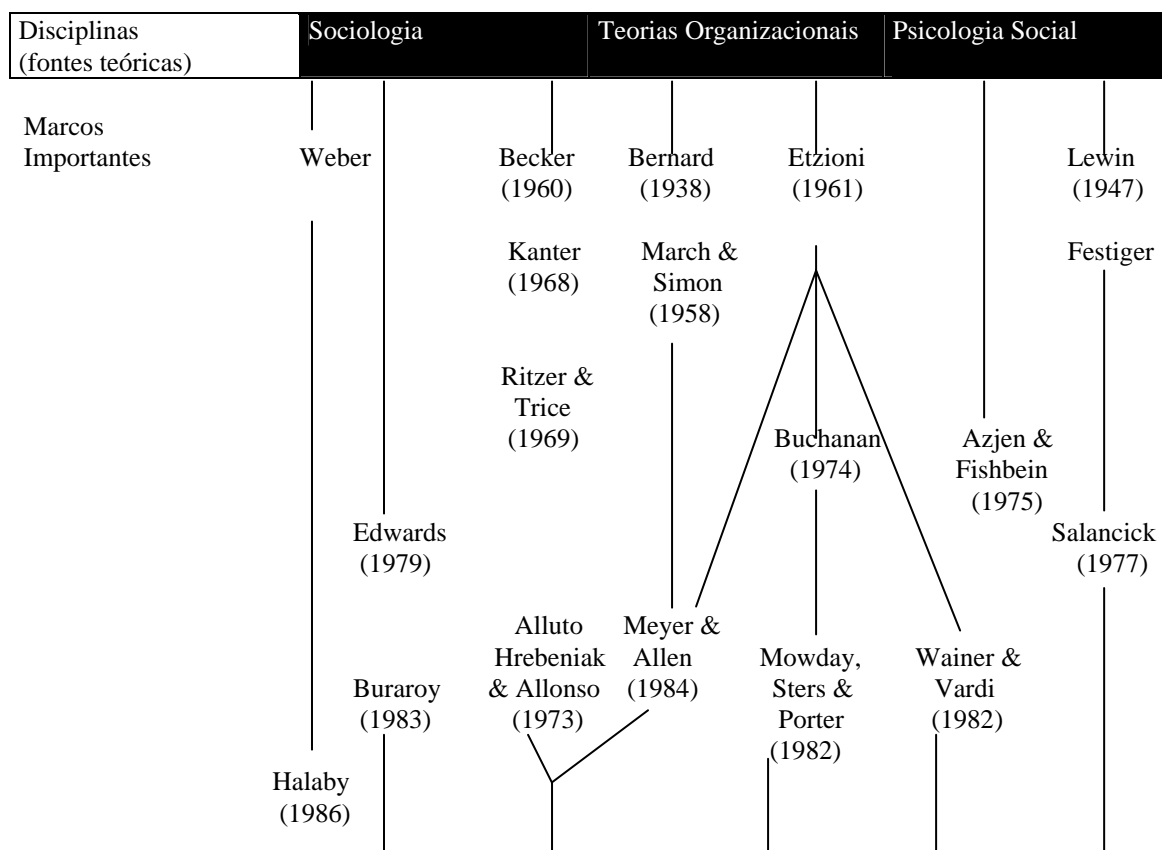 Disciplinas
(fontes teóricas)
Sociologia
Teorias Organizacionais
Psicologia Social
Marcos
Importantes
Weber
Becker
(1960)
Bernard
(1938)
Etzioni
(1961)
Lewin
(1947)
Kanter
(1968)
March &
Simon
(1958)
Festiger
Ritzer &
Trice
(1969)
Buchanan
(1974)
Azjen &
Fishbein
(1975)
Edwards
(1979)
Salancick
(1977)
Alluto
Hrebeniak
& Allonso
(1973)
Meyer &
Allen
(1984)
Mowday,
Sters &
Porter
(1982)
Wainer &
Vardi
(1982)
Buraroy
(1983)
Halaby
(1986)